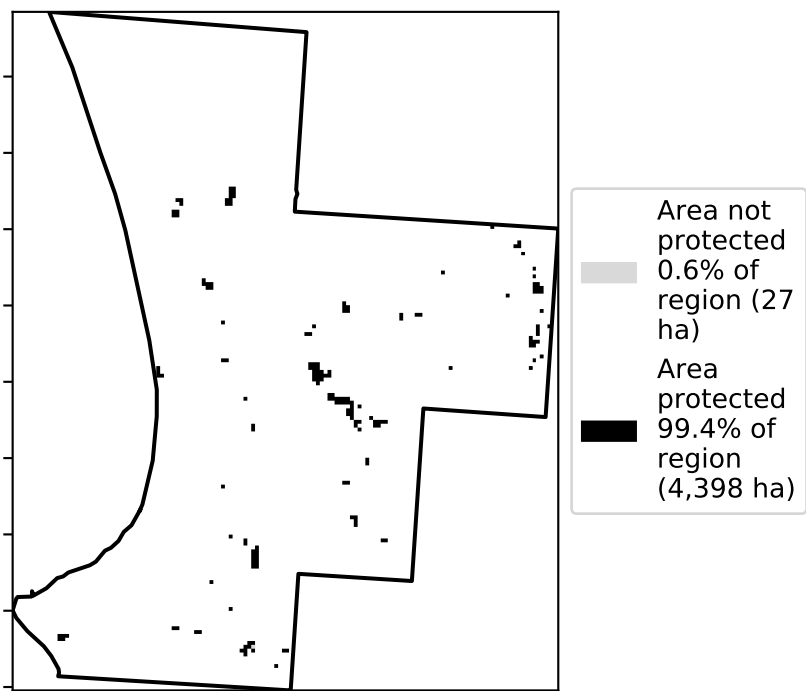 Area not
protected
0.6% of
region (27
ha)
Area
protected
99.4% of
region
(4,398 ha)